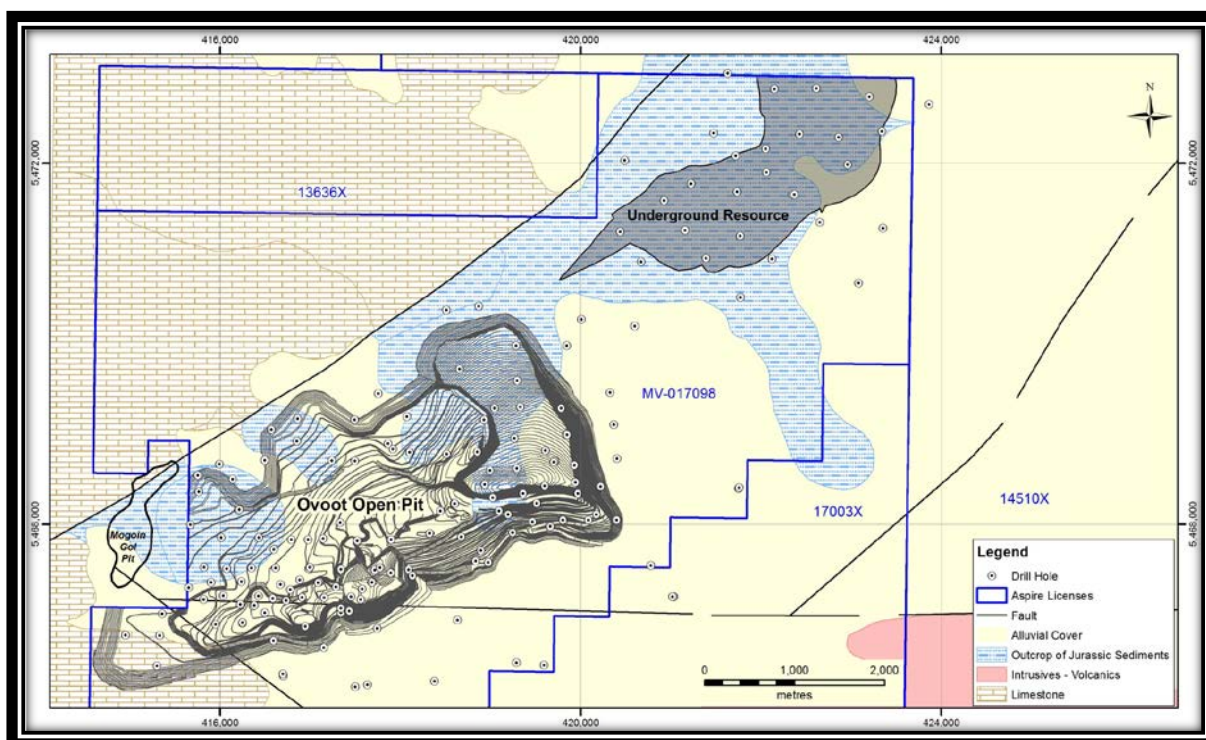 416,000
420,000
424,000
N
5,472,000
5,472,000
13636X
Underground Resource
MV-017098
Ovoot Open Pit
17003X
14510X
5,468,000
5,468,000
Mogoin
Gol
Pit
Legend
Drill Hole
Aspire Licenses
Fault
Alluvial Cover
Outcrop of Jurassic Sediments
Intrusives - Volcanics
Limestone
0 1,000 2,000
metres
416,000
420,000
424,000